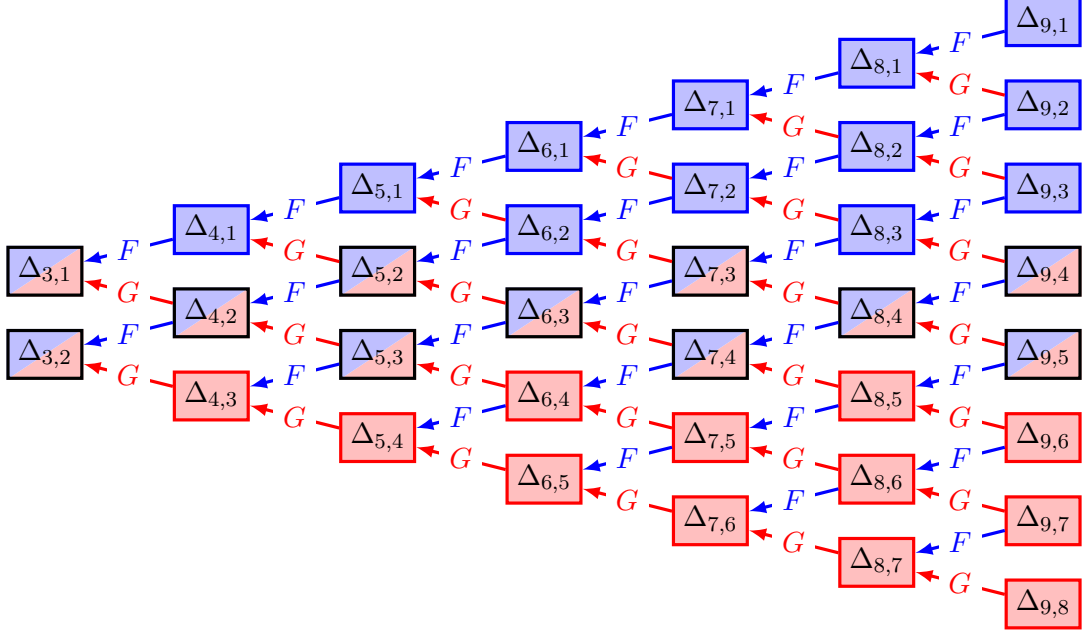 Δ9,1
F
Δ8,1
F G
Δ7,1 Δ9,2
F G F
Δ6,1 Δ8,2
F G F G
Δ5,1 Δ7,2 Δ9,3
F G F G F
Δ4,1 Δ6,2 Δ8,3
F G F G F G
Δ3,1 Δ5,2 Δ7,3 Δ9,4
G F G F G F
Δ4,2 Δ6,3 Δ8,4
F G F G F G
Δ3,2 Δ5,3 Δ7,4 Δ9,5
G F G F G F
Δ4,3 Δ6,4 Δ8,5
G F G F G
Δ5,4 Δ7,5 Δ9,6
G F G F
Δ6,5 Δ8,6
G F G
Δ7,6 Δ9,7
G F
Δ8,7
G
Δ9,8